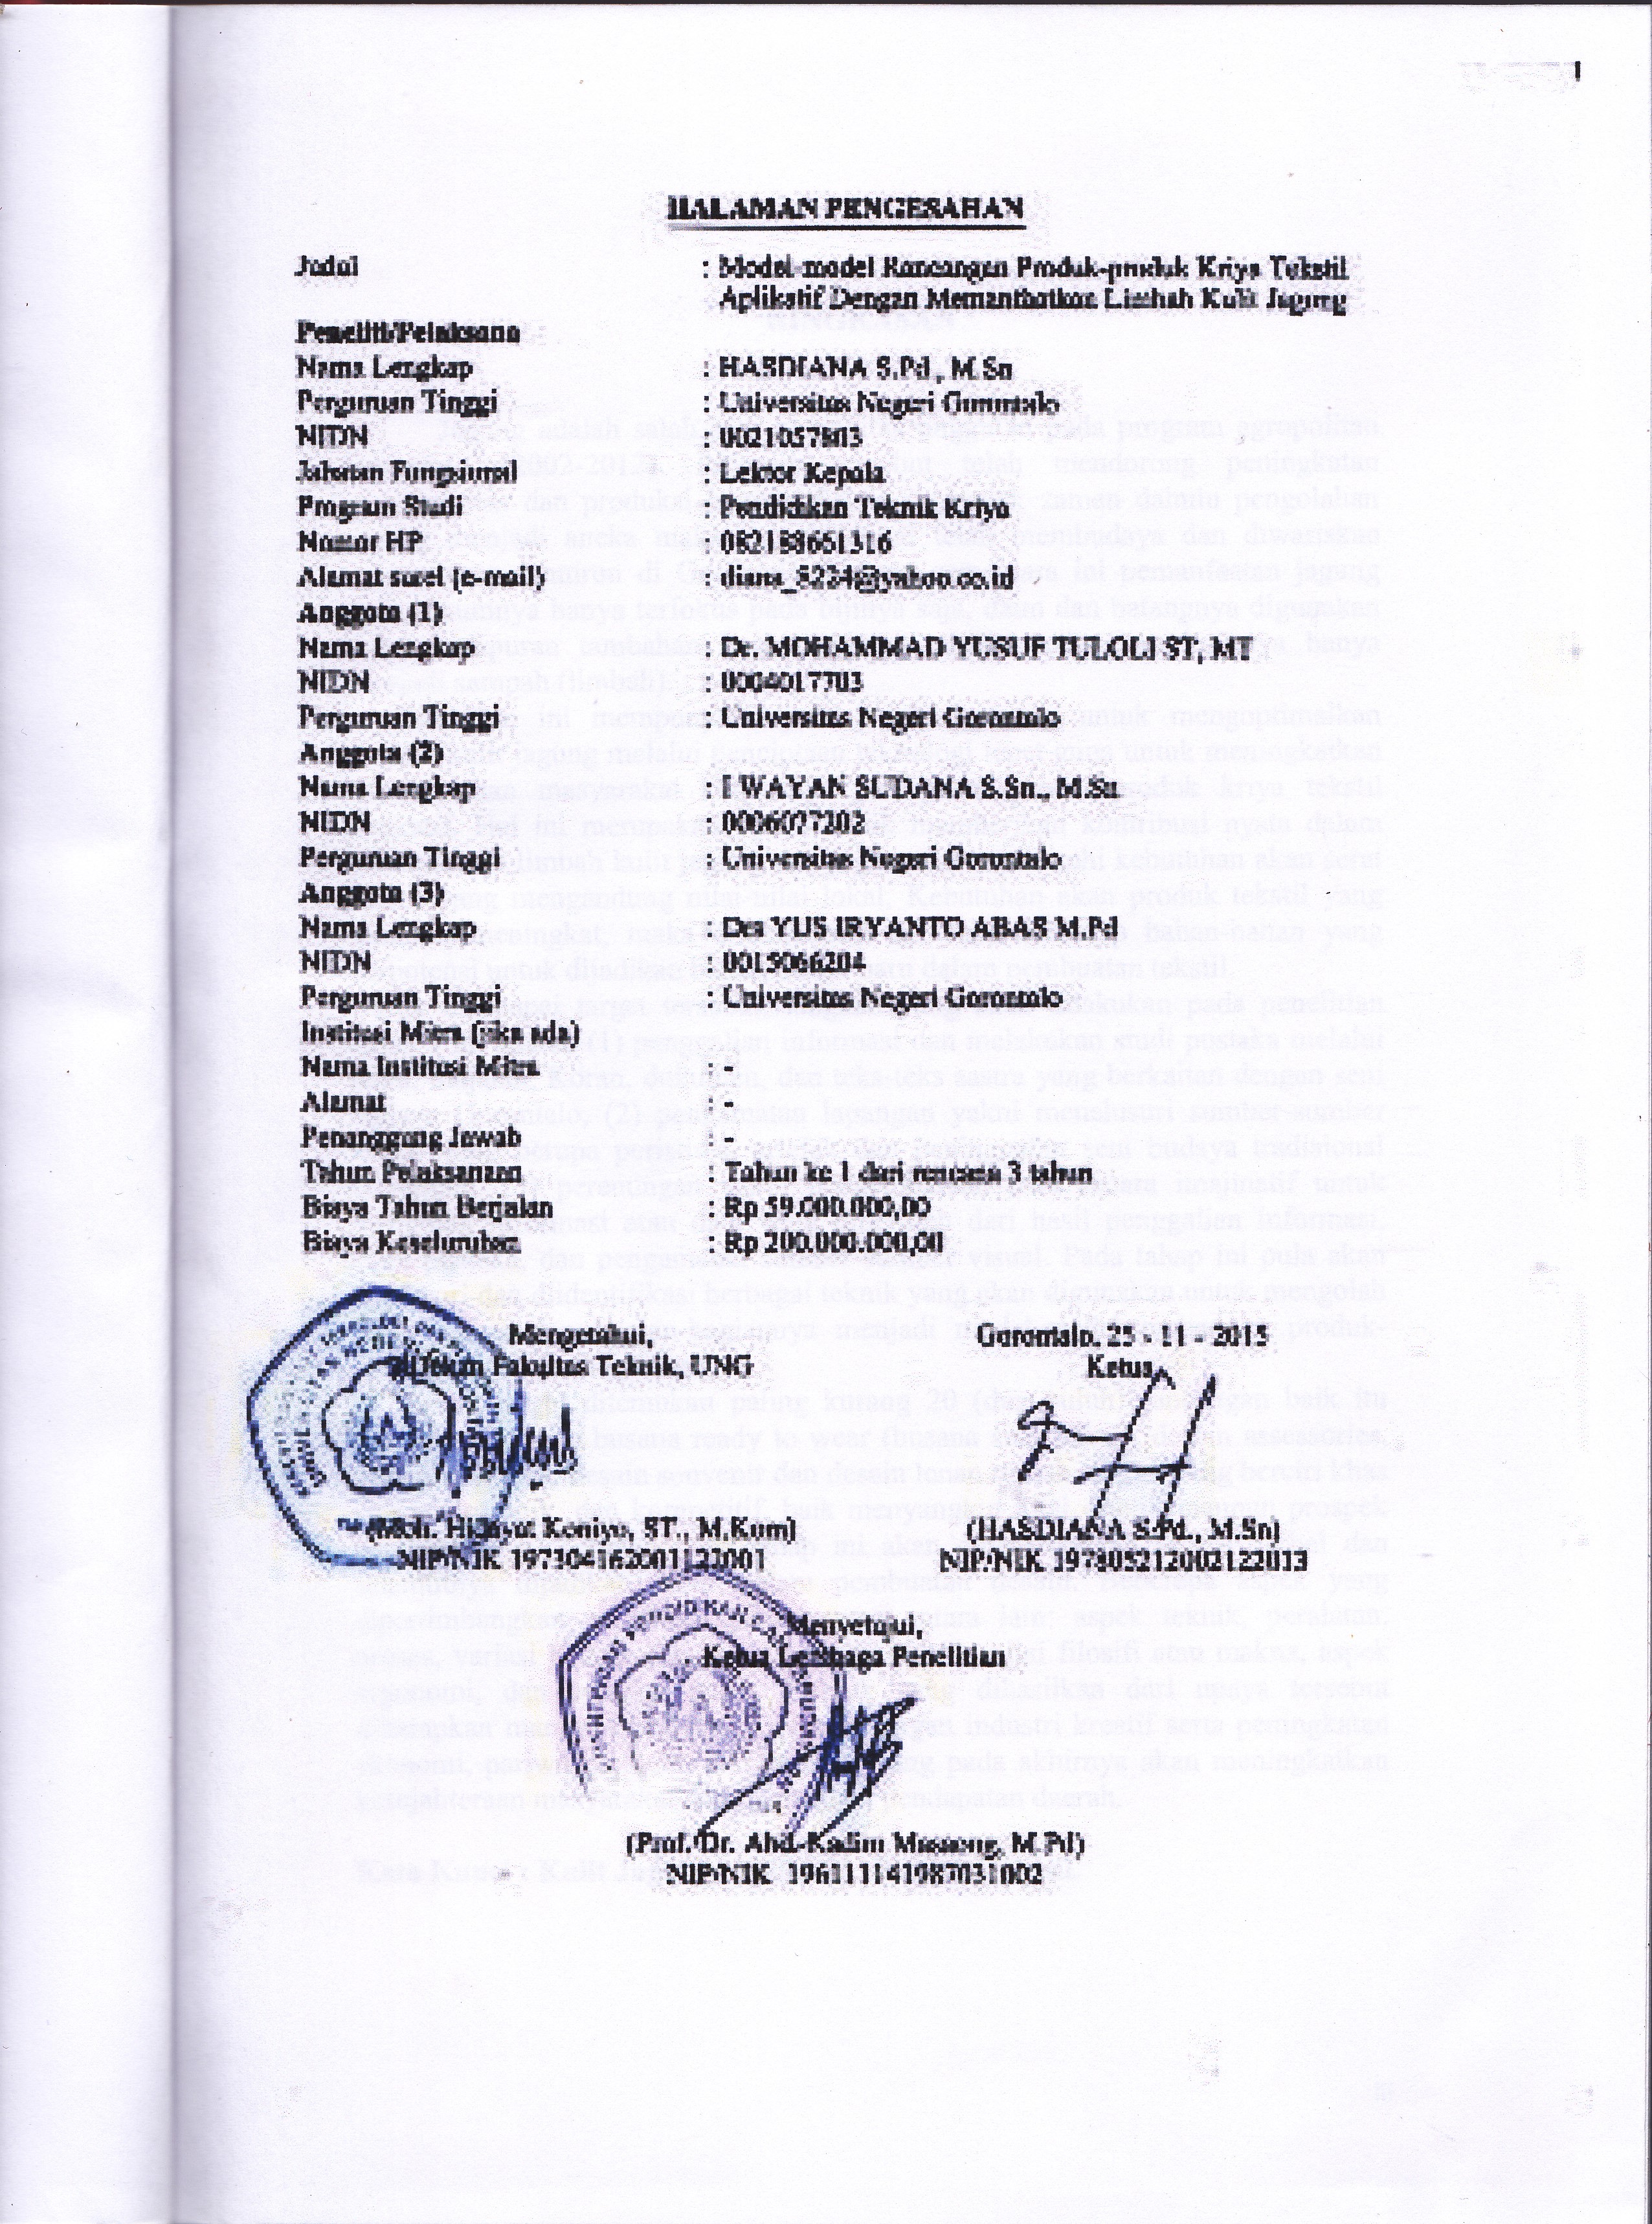 HALAMAN PENGESAHAN
Judul : Model-model Rancangan Produk-produk Kriya Tekstil
Aplikatif Dengan Memanfaatkan Limbah Kulit Jagung
Peneliti/Pelaksana
Nama Lengkap : HASDIANA S.Pd., M.Sn
Perguruan Tinggi : Universitas Negeri Gorontalo
NIDN : 0021057803
Jabatan Fungsional : Lektor Kepala
Program Studi : Pendidikan Teknik Kriya
Nomor HP :
Alamat surel (e-mail) :
Anggota (1)
Nama Lengkap : Dr. MOHAMMAD YUSUF TULOLI ST, MT
NIDN : 0004017703
Perguruan Tinggi : Universitas Negeri Gorontalo
Anggota (2)
Nama Lengkap : I WAYAN SUDANA S.Sn., M.Sn
NIDN :
Perguruan Tinggi : Universitas Negeri Gorontalo
Anggota (3)
Nama Lengkap : Drs YUS IRYANTO ABAS M.Pd
NIDN : 0015066204
Perguruan Tinggi : Universitas Negeri Gorontalo
Institusi Mitra (jika ada)
Nama Institusi Mitra : -
Alamat : -
Penanggung Jawab : -
Tahun Pelaksanaan : Tahun ke 1 dari rencana 3 tahun
Biaya Tahun Berjalan : Rp 59.000.000,00
Biaya Keseluruhan : Rp 200.000.000,00
Mengetahui, Gorontalo, 25 - 11 - 2015
Dekan Fakultas Teknik, UNG Ketua,
(Moh. Hidayat Koniyo, ST., M.Kom) (HASDIANA S.Pd., M.Sn)
NIP/NIK 197304162001121001 NIP/NIK 197805212003122013
Menyetujui,
Ketua Lembaga Penelitian
(Prof. Dr. Abd. Kadim Masaong, M.Pd)
NIP/NIK 196111141987031002